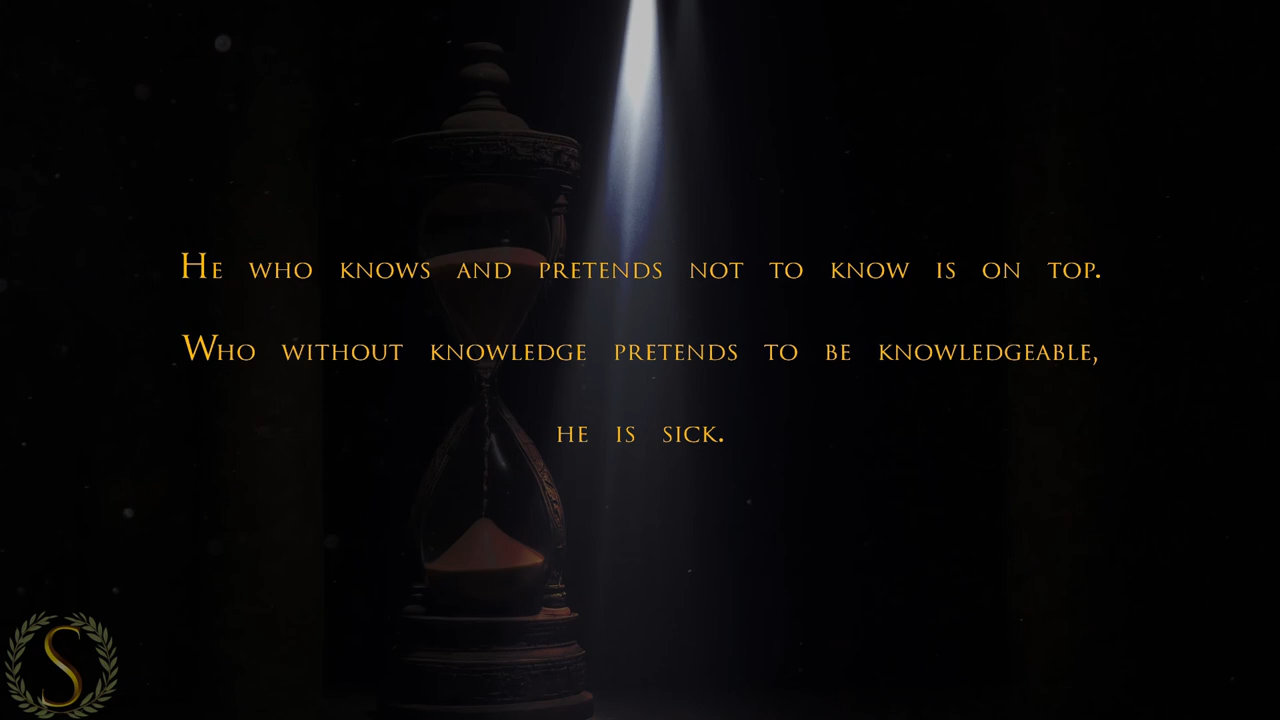 He who knows and pretends not to know is on top.
Who without knowledge pretends to be knowledgeable,
he is sick.
S